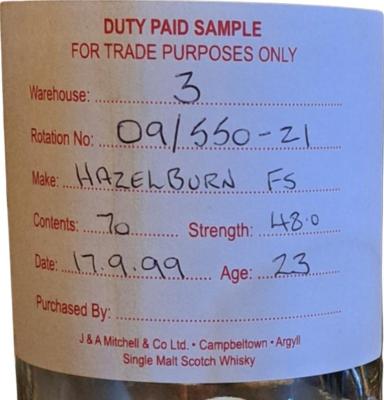 DUTY PAID SAMPLE
FOR TRADE PURPOSES ONLY
Warehouse: 3
Rotation No: 09/550-21
Make: HAZELBURN FS
Contents: 70 Strength: 48.0
Date: 17.9.99 Age: 23
Purchased By:
J & A Mitchell & Co Ltd. • Campbeltown • Argyll
Single Malt Scotch Whisky